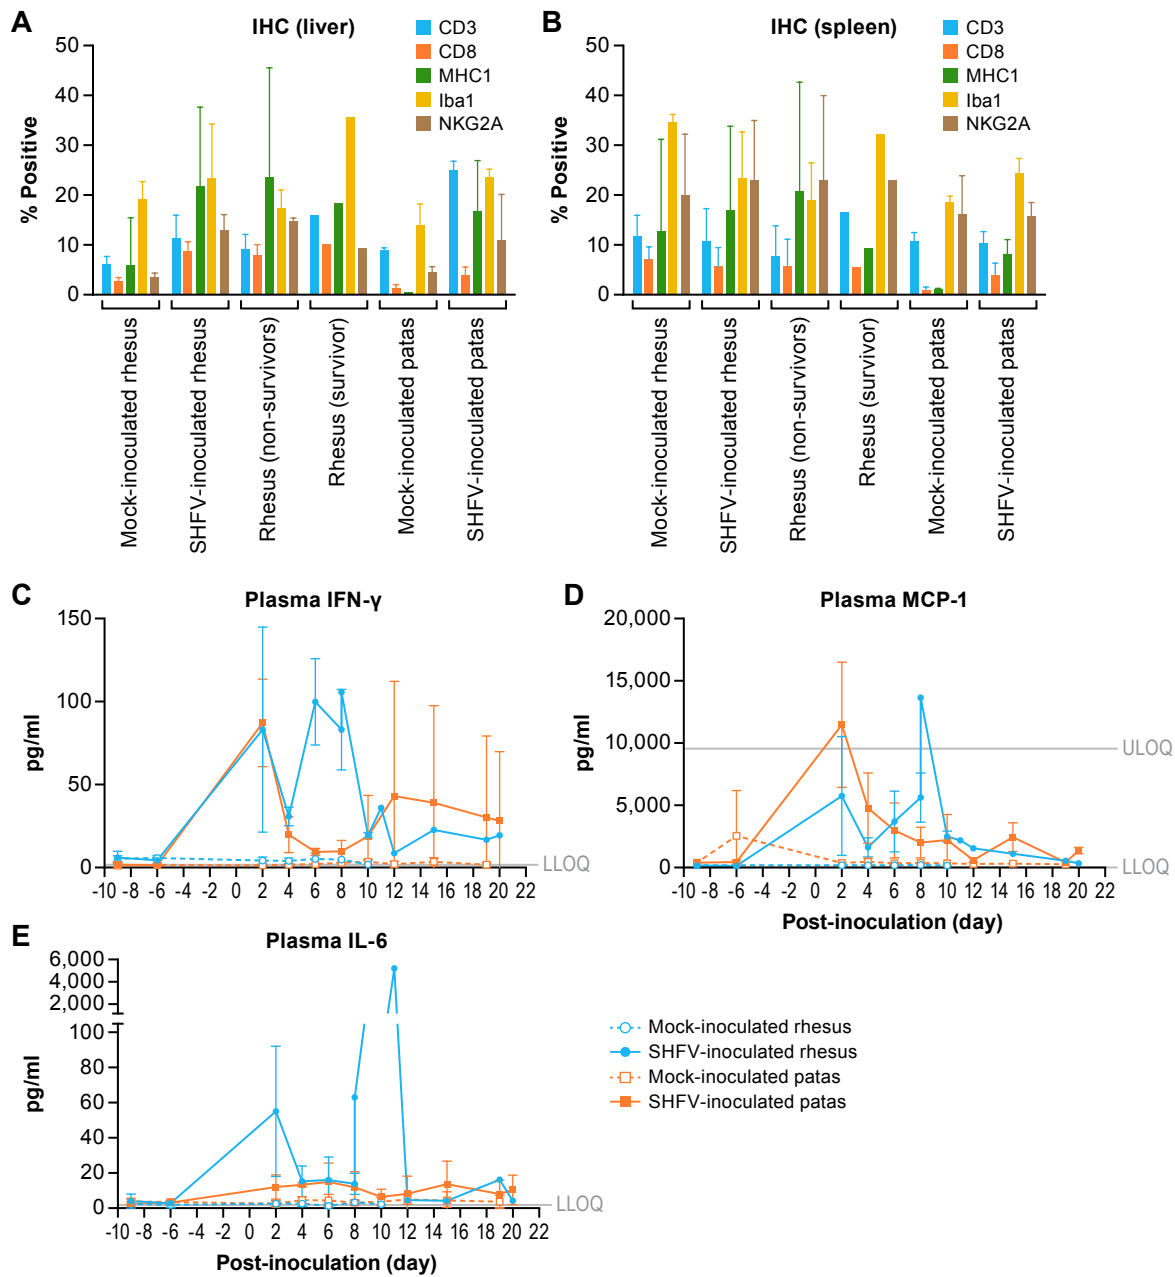 A
IHC (liver)
CD3
CD8
MHC1
Iba1
NKG2A
% Positive
50
40
30
20
10
0
Mock-inoculated rhesus
SHFV-inoculated rhesus
Rhesus (non-survivors)
Rhesus (survivor)
Mock-inoculated patas
SHFV-inoculated patas
B
IHC (spleen)
CD3
CD8
MHC1
Iba1
NKG2A
% Positive
50
40
30
20
10
0
Mock-inoculated rhesus
SHFV-inoculated rhesus
Rhesus (non-survivors)
Rhesus (survivor)
Mock-inoculated patas
SHFV-inoculated patas
C
Plasma IFN-γ
pg/ml
150
100
50
0
LLOQ
-10 -8 -6 -4 -2 0 2 4 6 8 10 12 14 16 18 20 22
D
Plasma MCP-1
pg/ml
20,000
15,000
10,000
5,000
0
ULOQ
LLOQ
-10 -8 -6 -4 -2 0 2 4 6 8 10 12 14 16 18 20 22
Post-inoculation (day)
E
Plasma IL-6
pg/ml
6,000
4,000
2,000
100
80
60
40
20
0
LLOQ
-10 -8 -6 -4 -2 0 2 4 6 8 10 12 14 16 18 20 22
Post-inoculation (day)
Mock-inoculated rhesus
SHFV-inoculated rhesus
Mock-inoculated patas
SHFV-inoculated patas